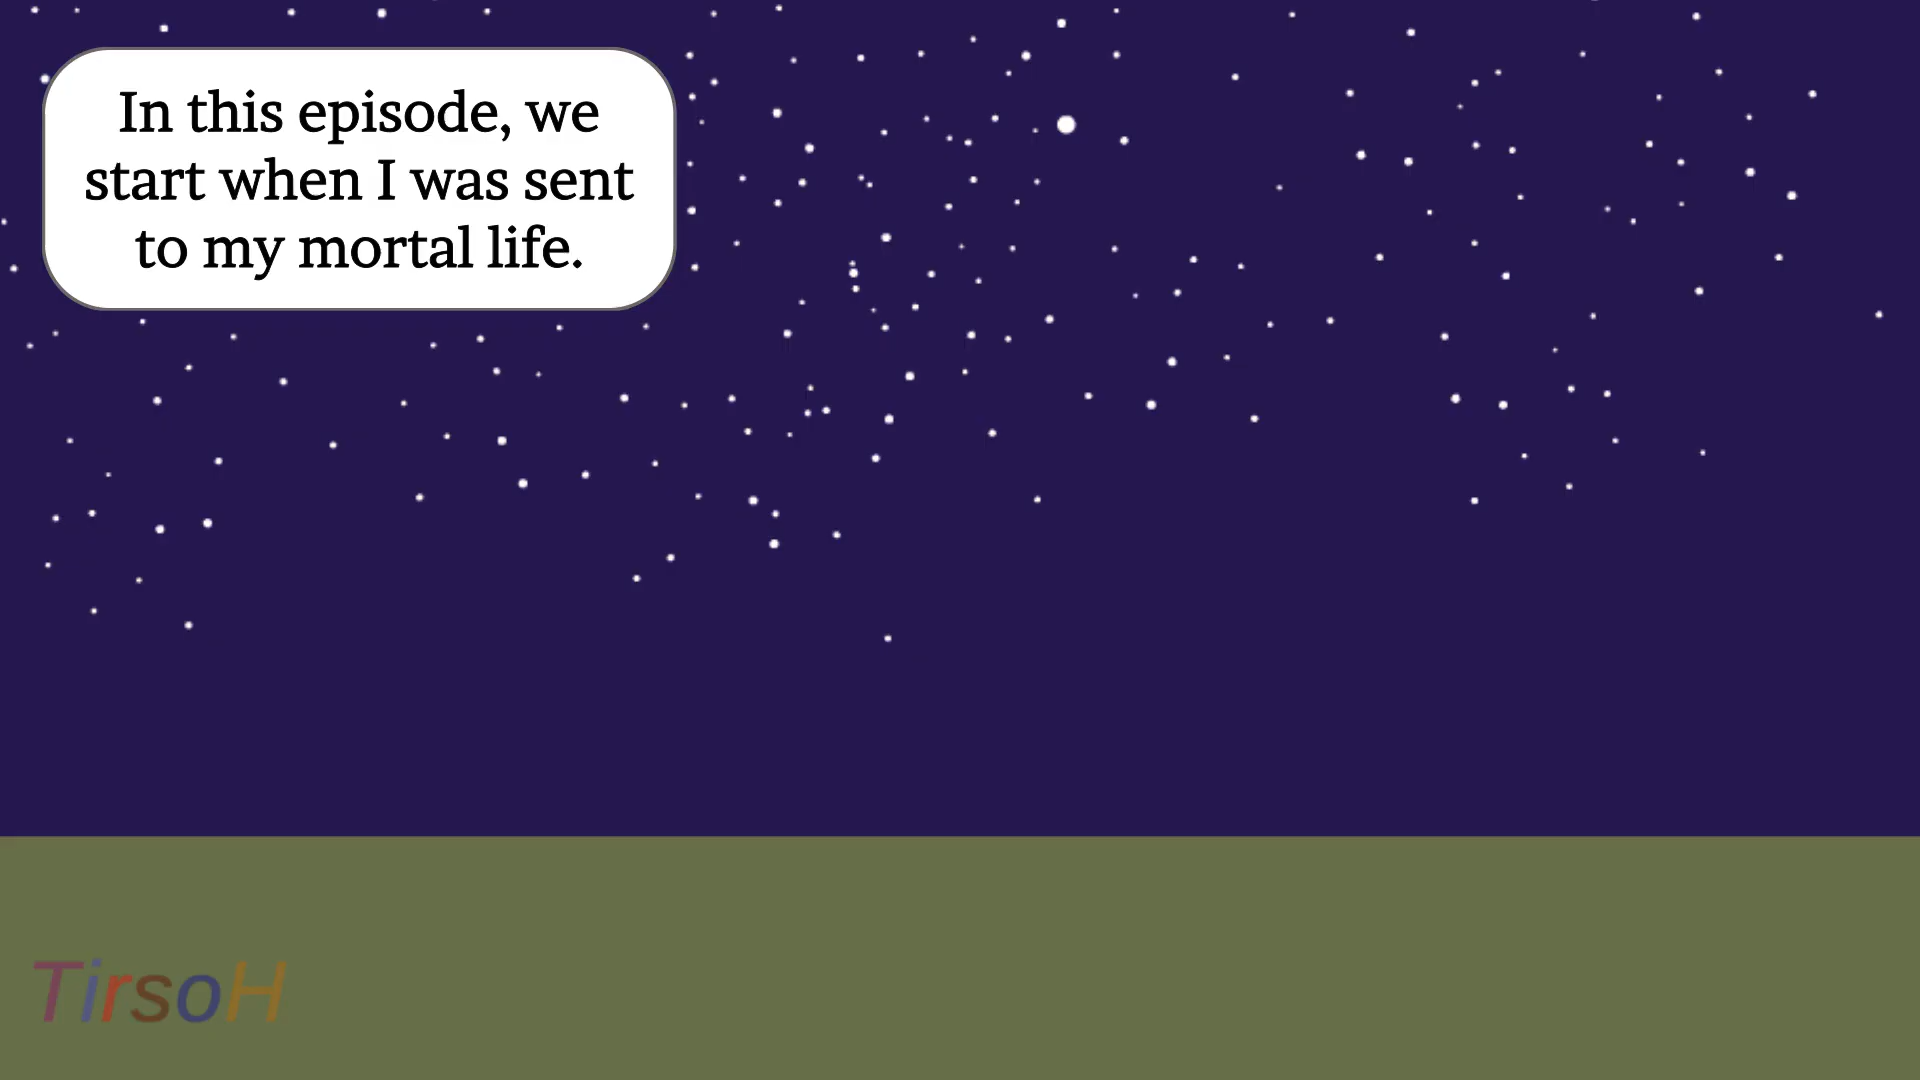 In this episode, we
start when I was sent
to my mortal life.
TirsoH